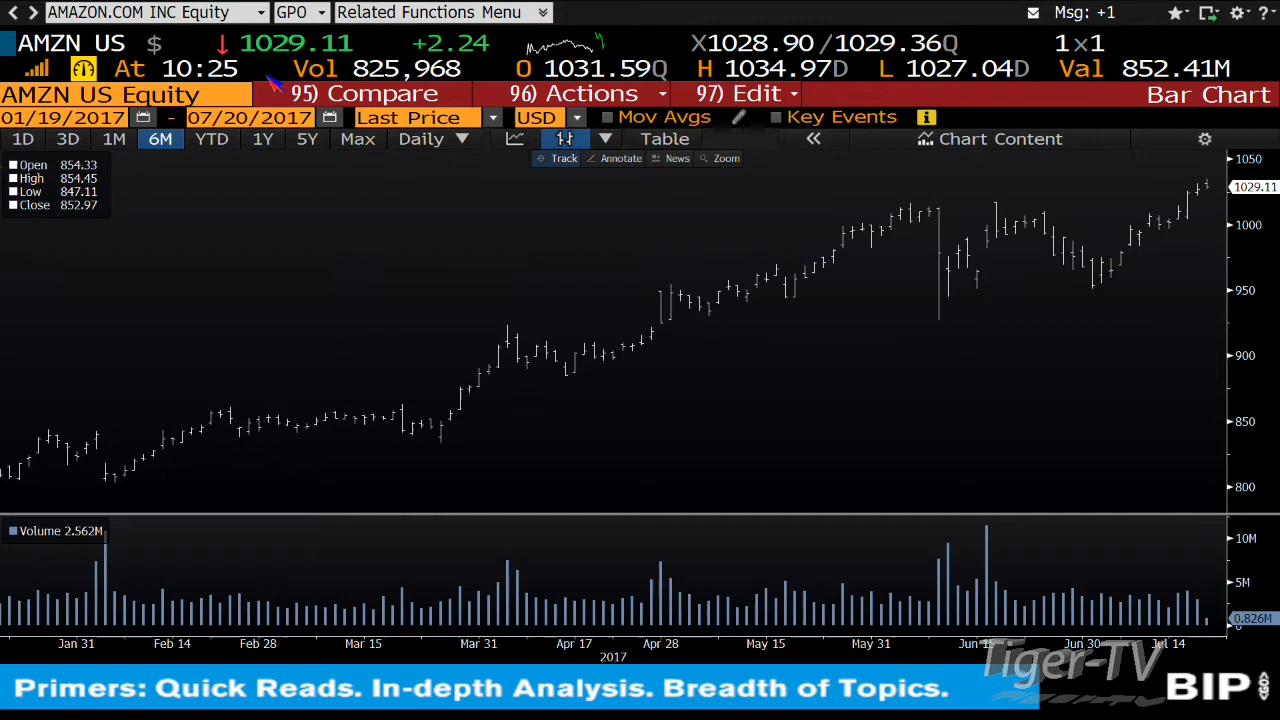 AMAZON.COM INC Equity GPO Related Functions Menu Msg: +1
AMZN US $ 1029.11 +2.24 X1028.90 /1029.36Q 1x1
At 10:25 Vol 825,968 O 1031.59Q H 1034.97D L 1027.04D Val 852.41M
AMZN US Equity 95) Compare 96) Actions 97) Edit Bar Chart
01/19/2017 - 07/20/2017 Last Price USD Mov Avgs Key Events
1D 3D 1M 6M YTD 1Y 5Y Max Daily Table « Chart Content
Track Annotate News Zoom
Open 854.33
High 854.45
Low 847.11
Close 852.97
1050
1029.11
1000
950
900
850
800
Volume 2.562M
10M
5M
0.826M
0
Jan 31 Feb 14 Feb 28 Mar 15 Mar 31 Apr 17 Apr 28 May 15 May 31 Jun 15 Jun 30 Jul 14
2017
Tiger-TV
Primers: Quick Reads. In-depth Analysis. Breadth of Topics.
BIP